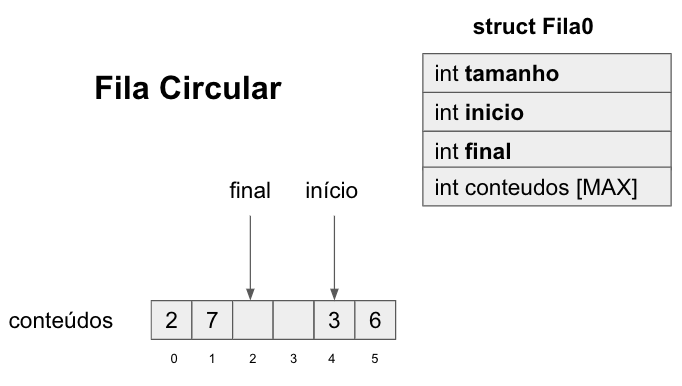 struct Fila0
Fila Circular
int tamanho
int inicio
int final
int conteudos [MAX]
final início
conteúdos 2 7 3 6
0 1 2 3 4 5